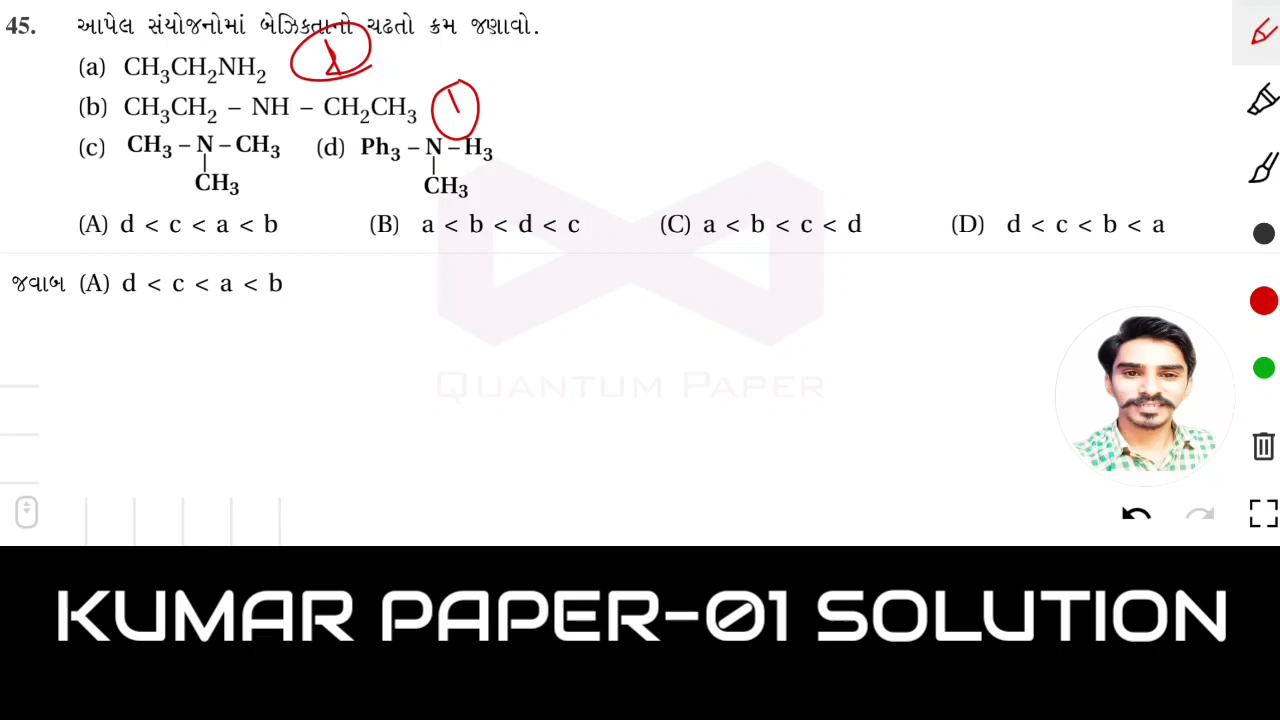 45. આપેલ સંયોજનોમાં બેઝિકતાનો ચઢતો ક્રમ જણાવો.
(a) CH₃CH₂NH₂
(b) CH₃CH₂ – NH – CH₂CH₃
(c) CH₃ – N – CH₃ (d) Ph₃ – N – H₃
| |
CH₃ CH₃
(A) d < c < a < b (B) a < b < d < c (C) a < b < c < d (D) d < c < b < a
જવાબ (A) d < c < a < b
QUANTUM PAPER
KUMAR PAPER-01 SOLUTION